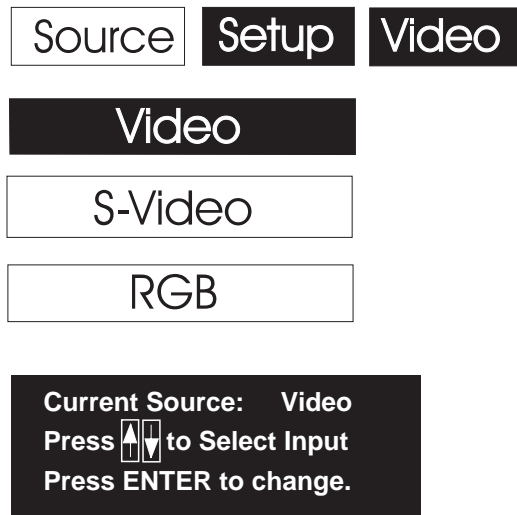 Source Setup Video
Video
S-Video
RGB
Current Source: Video
Press to Select Input
Press ENTER to change.